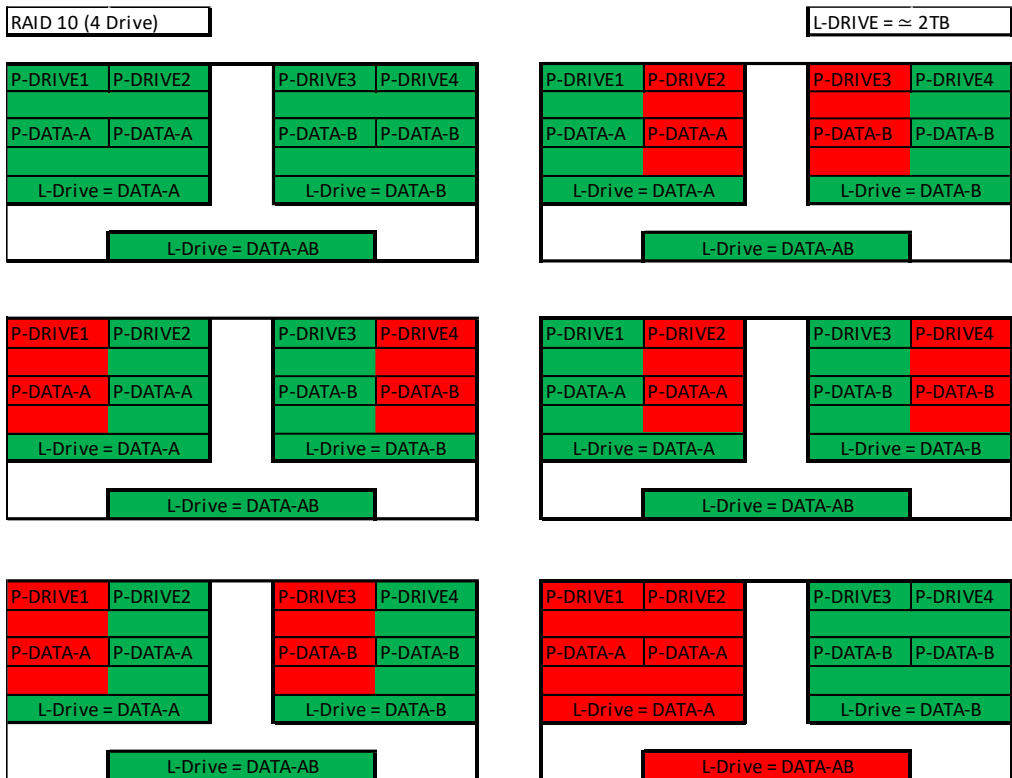 RAID 10 (4 Drive) L-DRIVE = ≃ 2TB
P-DRIVE1 P-DRIVE2 P-DRIVE3 P-DRIVE4 P-DRIVE1 P-DRIVE2 P-DRIVE3 P-DRIVE4
P-DATA-A P-DATA-A P-DATA-B P-DATA-B P-DATA-A P-DATA-A P-DATA-B P-DATA-B
L-Drive = DATA-A L-Drive = DATA-B L-Drive = DATA-A L-Drive = DATA-B
L-Drive = DATA-AB L-Drive = DATA-AB
P-DRIVE1 P-DRIVE2 P-DRIVE3 P-DRIVE4 P-DRIVE1 P-DRIVE2 P-DRIVE3 P-DRIVE4
P-DATA-A P-DATA-A P-DATA-B P-DATA-B P-DATA-A P-DATA-A P-DATA-B P-DATA-B
L-Drive = DATA-A L-Drive = DATA-B L-Drive = DATA-A L-Drive = DATA-B
L-Drive = DATA-AB L-Drive = DATA-AB
P-DRIVE1 P-DRIVE2 P-DRIVE3 P-DRIVE4 P-DRIVE1 P-DRIVE2 P-DRIVE3 P-DRIVE4
P-DATA-A P-DATA-A P-DATA-B P-DATA-B P-DATA-A P-DATA-A P-DATA-B P-DATA-B
L-Drive = DATA-A L-Drive = DATA-B L-Drive = DATA-A L-Drive = DATA-B
L-Drive = DATA-AB L-Drive = DATA-AB